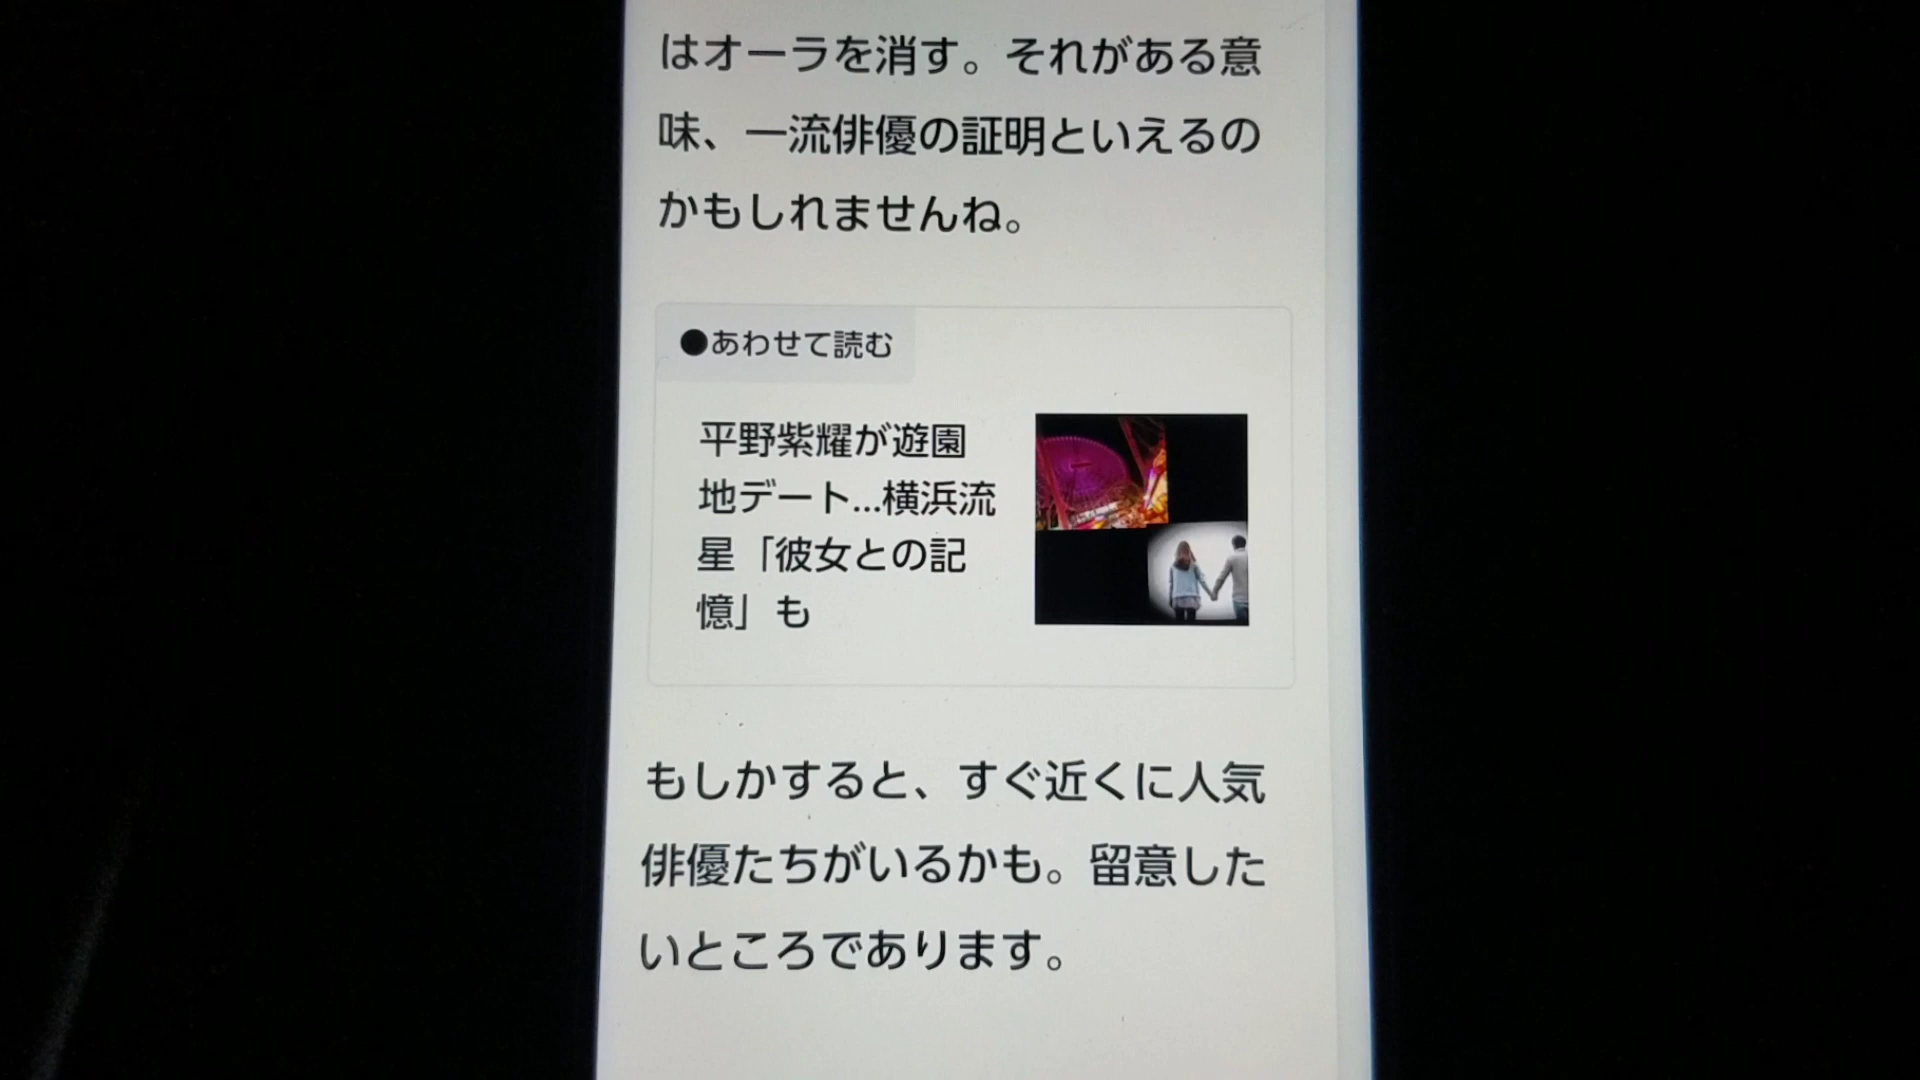 はオーラを消す。それがある意
味、一流俳優の証明といえるの
かもしれませんね。
●あわせて読む
平野紫耀が遊園
地デート...横浜流
星「彼女との記
憶」も
もしかすると、すぐ近くに人気
俳優たちがいるかも。留意した
いところであります。